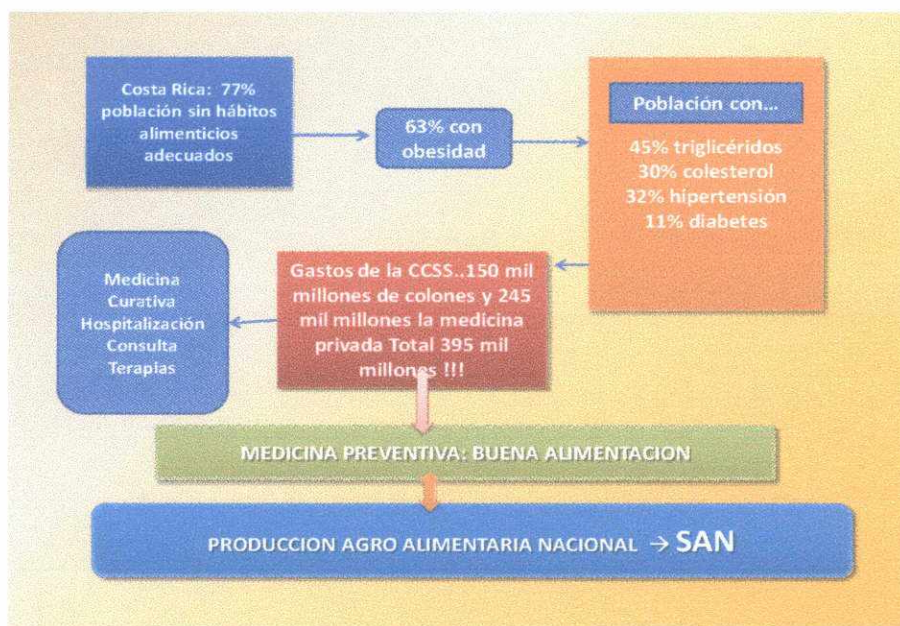 Costa Rica: 77%
población sin hábitos
alimenticios
adecuados
63% con
obesidad
Población con...
45% triglicéridos
30% colesterol
32% hipertensión
11% diabetes
Gastos de la CCSS..150 mil
millones de colones y 245
mil millones la medicina
privada Total 395 mil
millones !!!
Medicina
Curativa
Hospitalización
Consulta
Terapias
MEDICINA PREVENTIVA: BUENA ALIMENTACION
PRODUCCION AGRO ALIMENTARIA NACIONAL → SAN